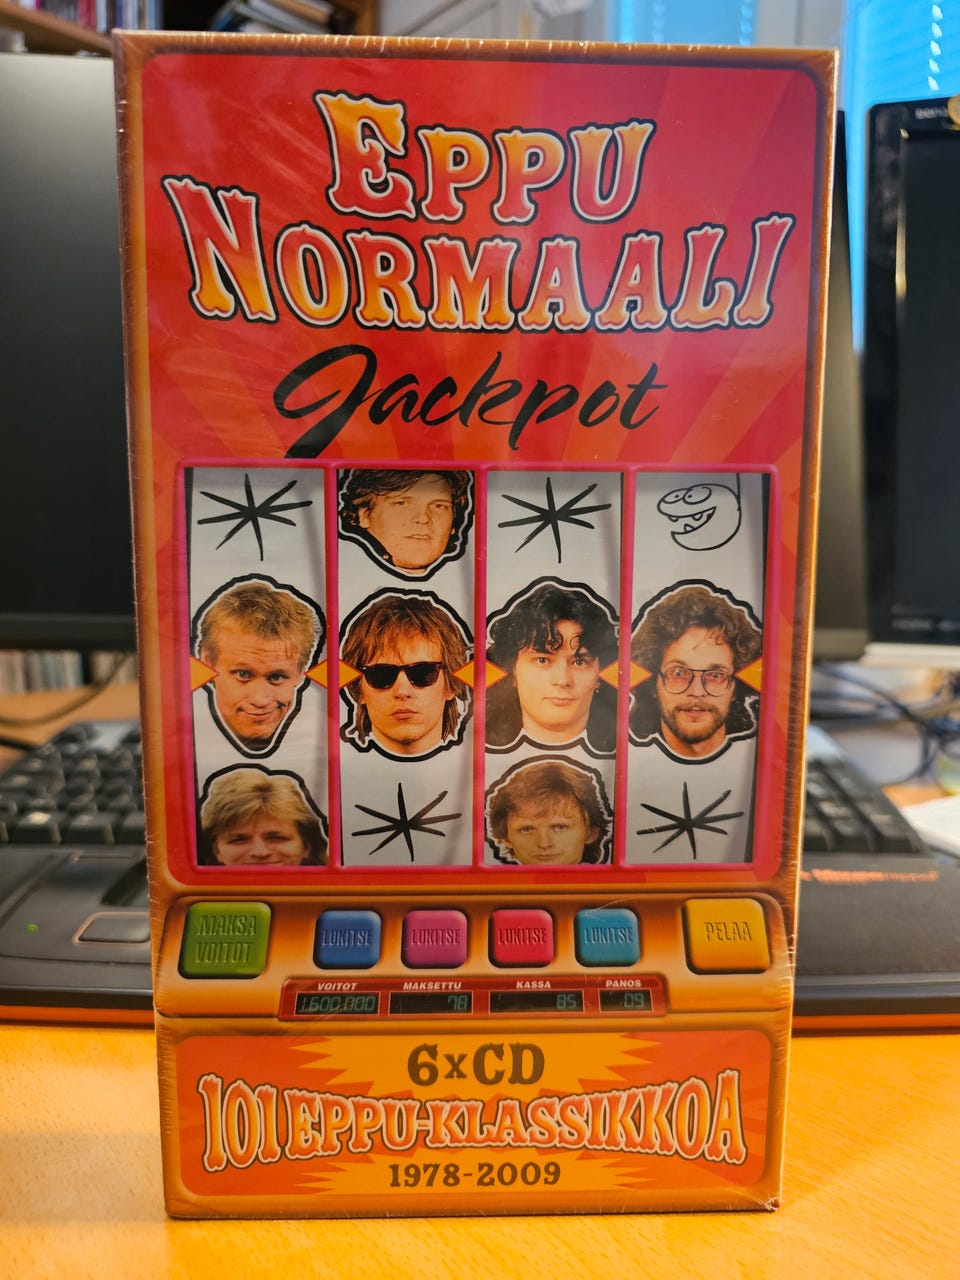 EPPU
NORMAALI
Jackpot
MAKSA
VOITOT
LUKITSE
LUKITSE
LUKITSE
LUKITSE
PELAA
VOITOT
MAKSETTU
KASSA
PANOS
1.600.000
78
85
09
6xCD
101 EPPU-KLASSIKKOA
1978-2009